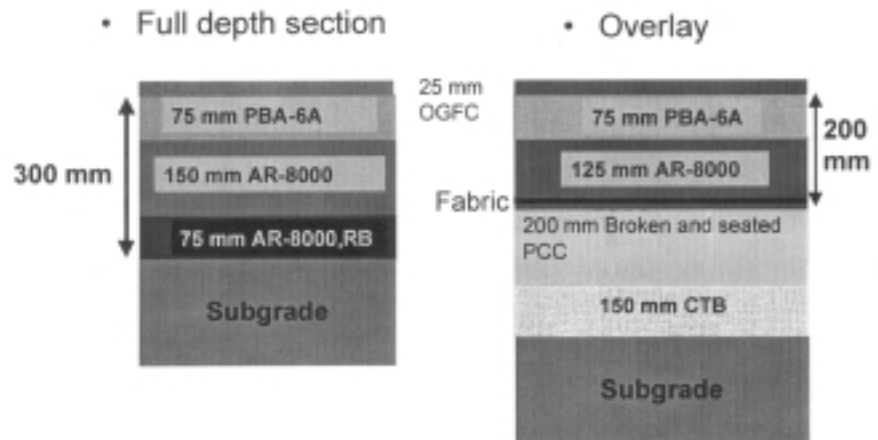 • Full depth section
75 mm PBA-6A
150 mm AR-8000
300 mm
75 mm AR-8000,RB
Subgrade
• Overlay
25 mm
OGFC
75 mm PBA-6A
200
mm
125 mm AR-8000
Fabric
200 mm Broken and seated
PCC
150 mm CTB
Subgrade